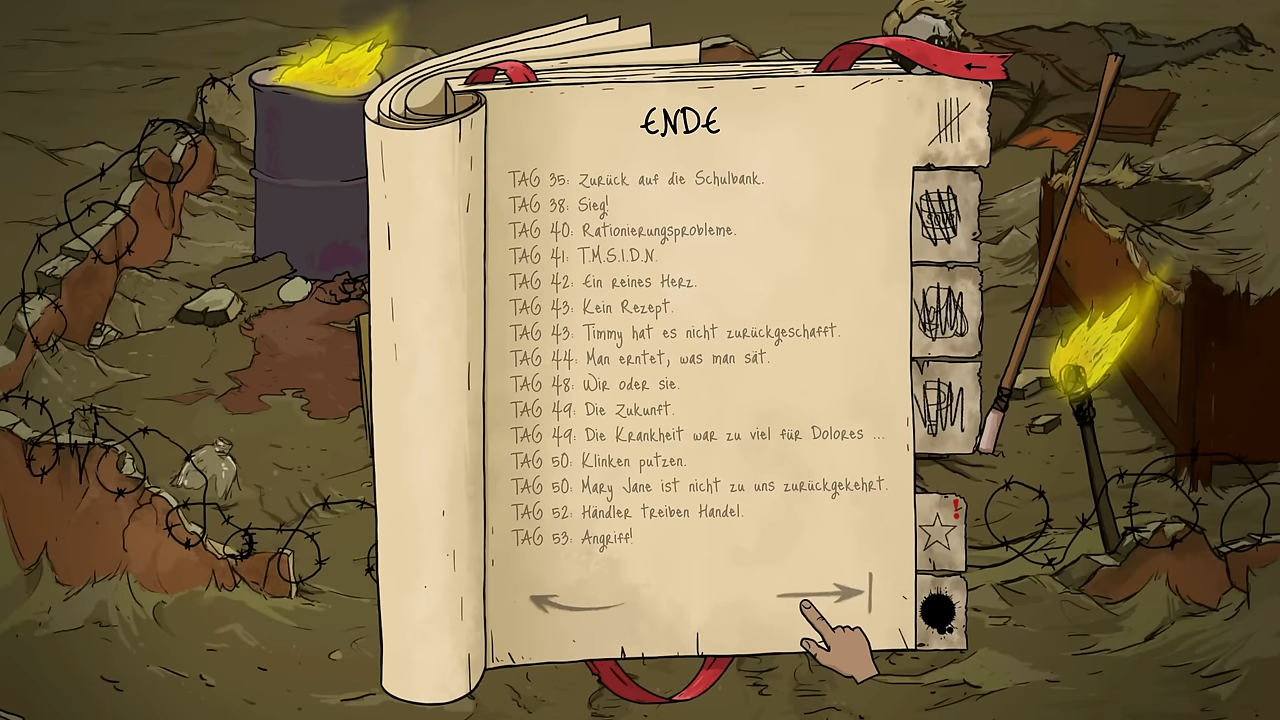 ENDE
TAG 35: Zurück auf die Schulbank.
TAG 38: Sieg!
TAG 40: Rationierungsprobleme.
TAG 41: T.M.S.I.D.N.
TAG 42: Ein reines Herz.
TAG 43: Kein Rezept.
TAG 43: Timmy hat es nicht zurückgeschafft.
TAG 44: Man erntet, was man sät.
TAG 48: Wir oder sie.
TAG 49: Die Zukunft.
TAG 49: Die Krankheit war zu viel für Dolores ...
TAG 50: Klinken putzen.
TAG 50: Mary Jane ist nicht zu uns zurückgekehrt.
TAG 52: Händler treiben Handel.
TAG 53: Angriff!